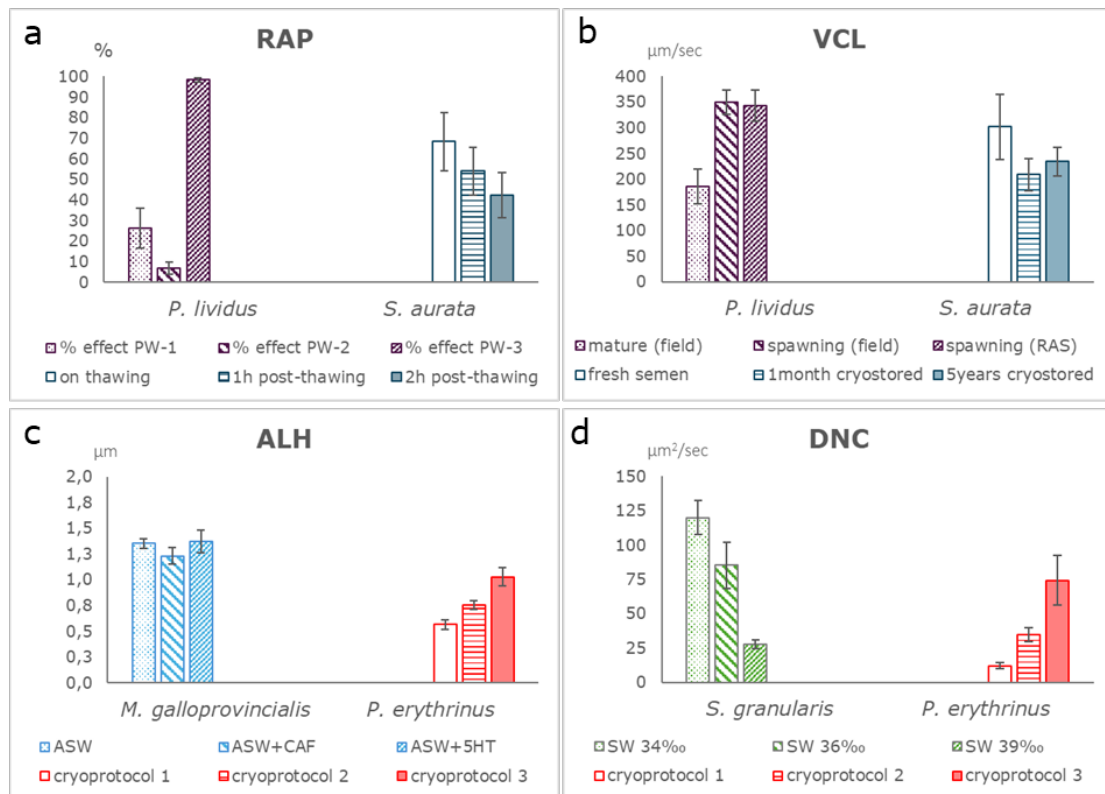 a
RAP
%
100
90
80
70
60
50
40
30
20
10
0
P. lividus S. aurata
% effect PW-1 % effect PW-2 % effect PW-3
on thawing 1h post-thawing 2h post-thawing
b
VCL
µm/sec
400
350
300
250
200
150
100
50
0
P. lividus S. aurata
mature (field) spawning (field) spawning (RAS)
fresh semen 1month cryostored 5years cryostored
c
ALH
µm
2,0
1,8
1,5
1,3
1,0
0,8
0,5
0,3
0,0
M. galloprovincialis P. erythrinus
ASW ASW+CAF ASW+5HT
cryoprotocol 1 cryoprotocol 2 cryoprotocol 3
d
DNC
µm²/sec
150
125
100
75
50
25
0
S. granularis P. erythrinus
SW 34‰ SW 36‰ SW 39‰
cryoprotocol 1 cryoprotocol 2 cryoprotocol 3